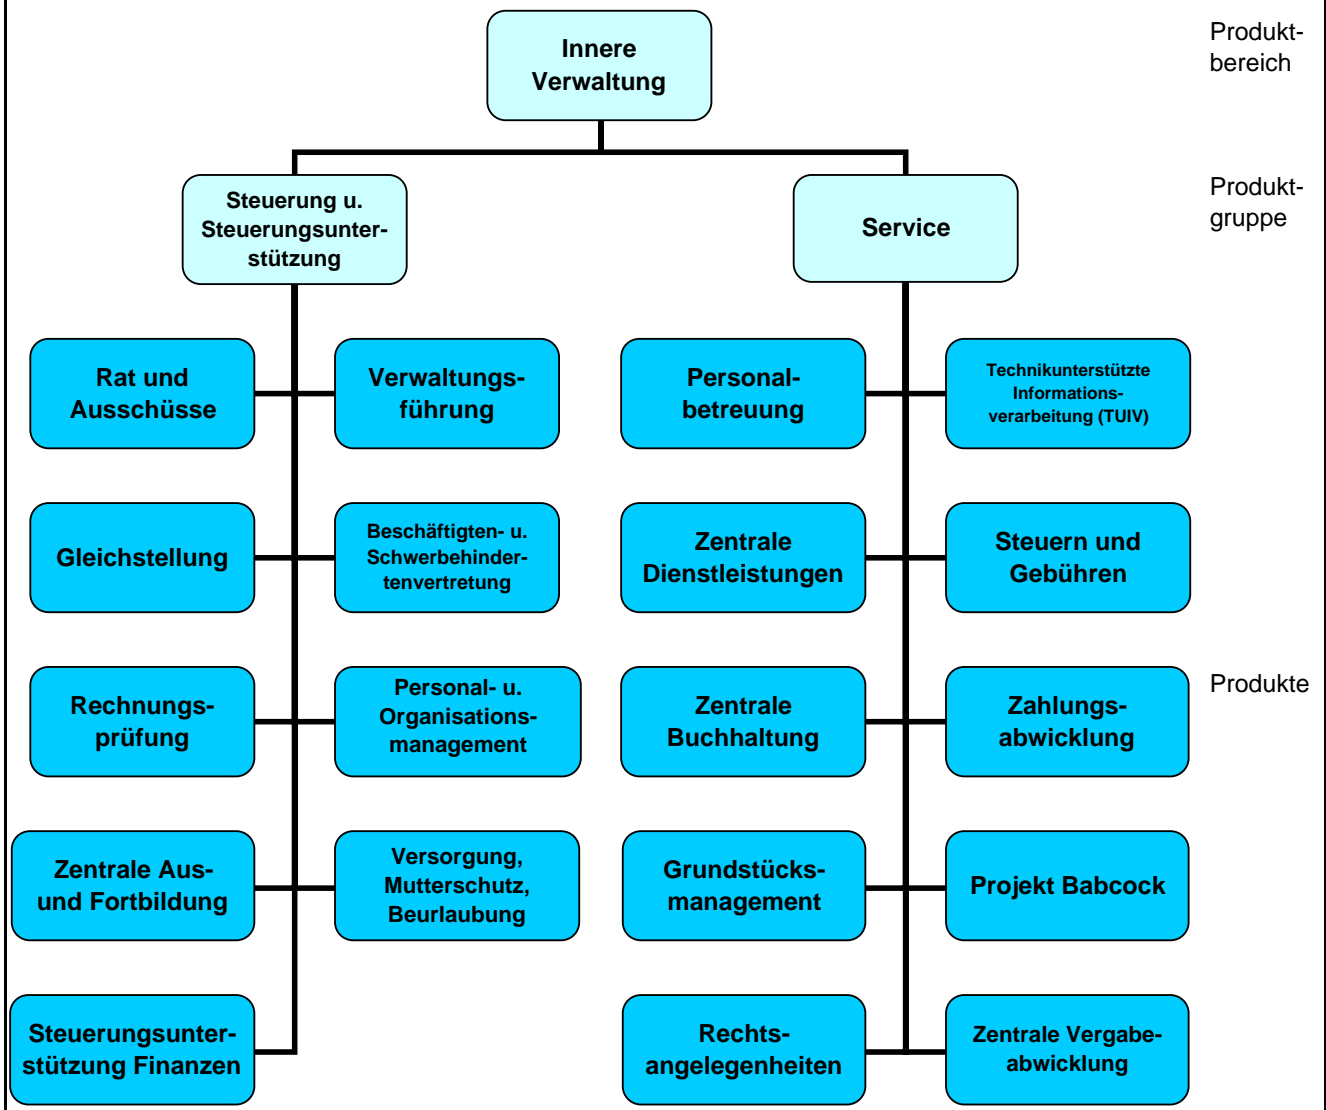 Innere
Verwaltung
Produkt-
bereich
Steuerung u.
Steuerungsunter-
stützung
Service
Produkt-
gruppe
Rat und
Ausschüsse
Verwaltungs-
führung
Personal-
betreuung
Technikunterstützte
Informations-
verarbeitung (TUIV)
Gleichstellung
Beschäftigten- u.
Schwerbehinder-
tenvertretung
Zentrale
Dienstleistungen
Steuern und
Gebühren
Rechnungs-
prüfung
Personal- u.
Organisations-
management
Zentrale
Buchhaltung
Zahlungs-
abwicklung
Produkte
Zentrale Aus-
und Fortbildung
Versorgung,
Mutterschutz,
Beurlaubung
Grundstücks-
management
Projekt Babcock
Steuerungsunter-
stützung Finanzen
Rechts-
angelegenheiten
Zentrale Vergabe-
abwicklung